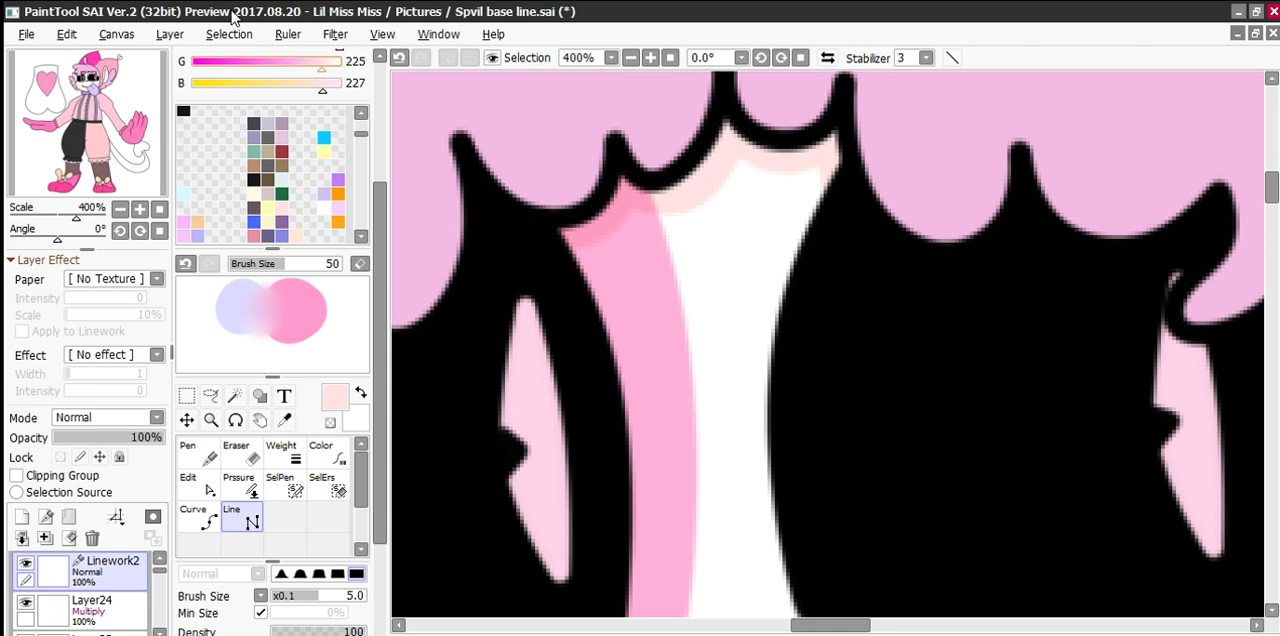 PaintTool SAI Ver.2 (32bit) Preview 2017.08.20 - Lil Miss Miss / Pictures / Spvil base line.sai (*)
File Edit Canvas Layer Selection Ruler Filter View Window Help
G 225
B 227
Selection 400% 0.0° Stabilizer 3
Scale 400%
Angle 0°
Layer Effect
Paper [ No Texture ]
Intensity 0
Scale 10%
Apply to Linework
Effect [ No effect ]
Width 1
Intensity 0
Mode Normal
Opacity 100%
Lock
Clipping Group
Selection Source
Linework2
Normal
100%
Layer24
Multiply
100%
Brush Size 50
T
Pen Eraser Weight Color
Edit Prssure SelPen SelErs
Curve Line
Normal
Brush Size x0.1 5.0
Min Size 0%
Density 100